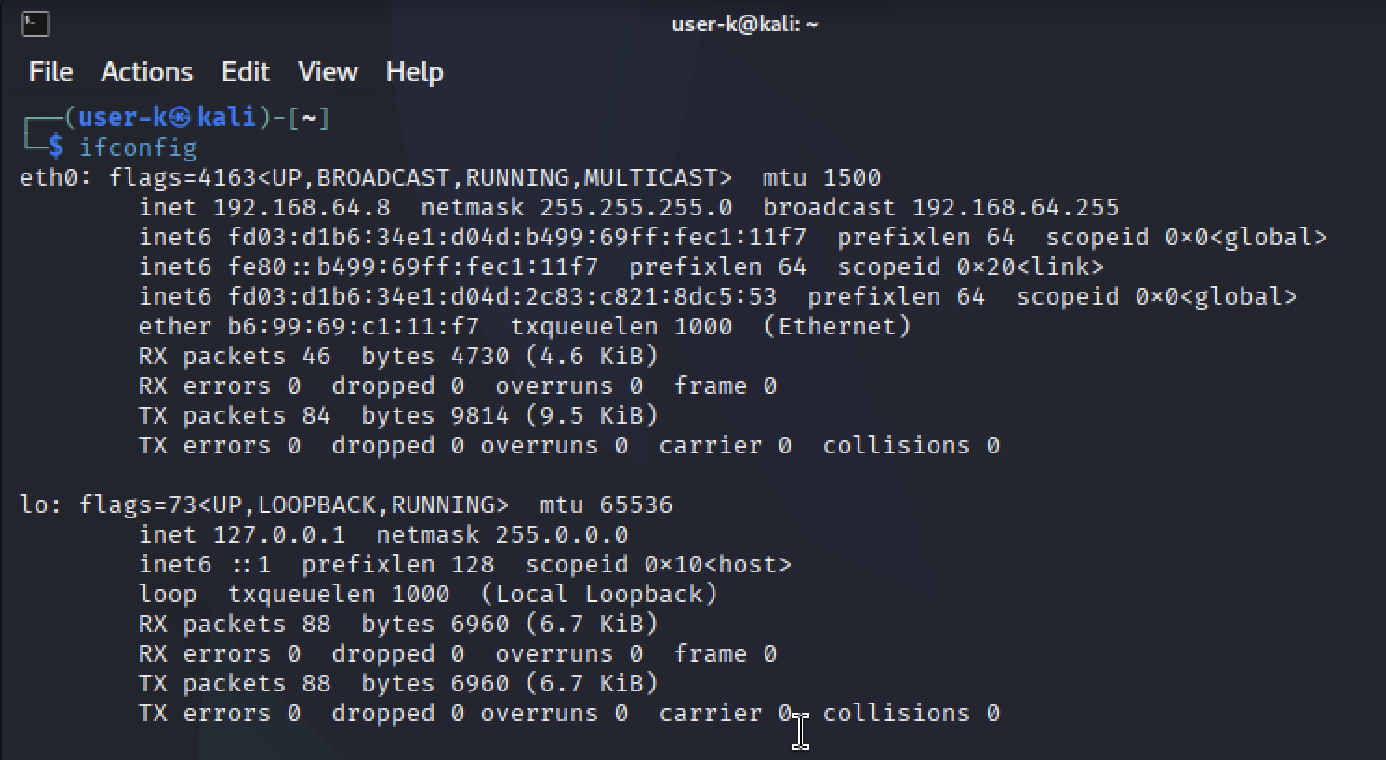 user-k@kali: ~
File Actions Edit View Help
┌──(user-k㉿kali)-[~]
└─$ ifconfig
eth0: flags=4163<UP,BROADCAST,RUNNING,MULTICAST>  mtu 1500
        inet 192.168.64.8  netmask 255.255.255.0  broadcast 192.168.64.255
        inet6 fd03:d1b6:34e1:d04d:b499:69ff:fec1:11f7  prefixlen 64  scopeid 0x0<global>
        inet6 fe80::b499:69ff:fec1:11f7  prefixlen 64  scopeid 0x20<link>
        inet6 fd03:d1b6:34e1:d04d:2c83:c821:8dc5:53  prefixlen 64  scopeid 0x0<global>
        ether b6:99:69:c1:11:f7  txqueuelen 1000  (Ethernet)
        RX packets 46  bytes 4730 (4.6 KiB)
        RX errors 0  dropped 0  overruns 0  frame 0
        TX packets 84  bytes 9814 (9.5 KiB)
        TX errors 0  dropped 0 overruns 0  carrier 0  collisions 0

lo: flags=73<UP,LOOPBACK,RUNNING>  mtu 65536
        inet 127.0.0.1  netmask 255.0.0.0
        inet6 ::1  prefixlen 128  scopeid 0x10<host>
        loop  txqueuelen 1000  (Local Loopback)
        RX packets 88  bytes 6960 (6.7 KiB)
        RX errors 0  dropped 0  overruns 0  frame 0
        TX packets 88  bytes 6960 (6.7 KiB)
        TX errors 0  dropped 0 overruns 0  carrier 0  collisions 0